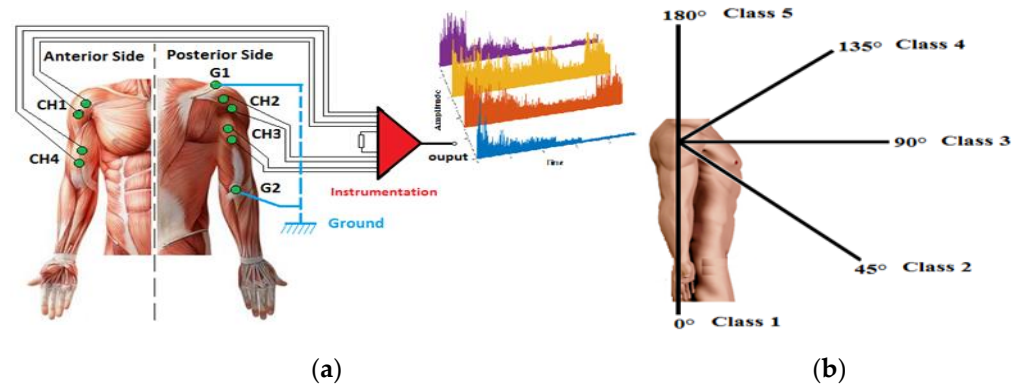 Anterior Side
Posterior Side
G1
CH1
CH2
CH3
CH4
G2
Ground
Instrumentation
ouput
Amplitude
Time
(a)
180° Class 5
135° Class 4
90° Class 3
45° Class 2
0° Class 1
(b)